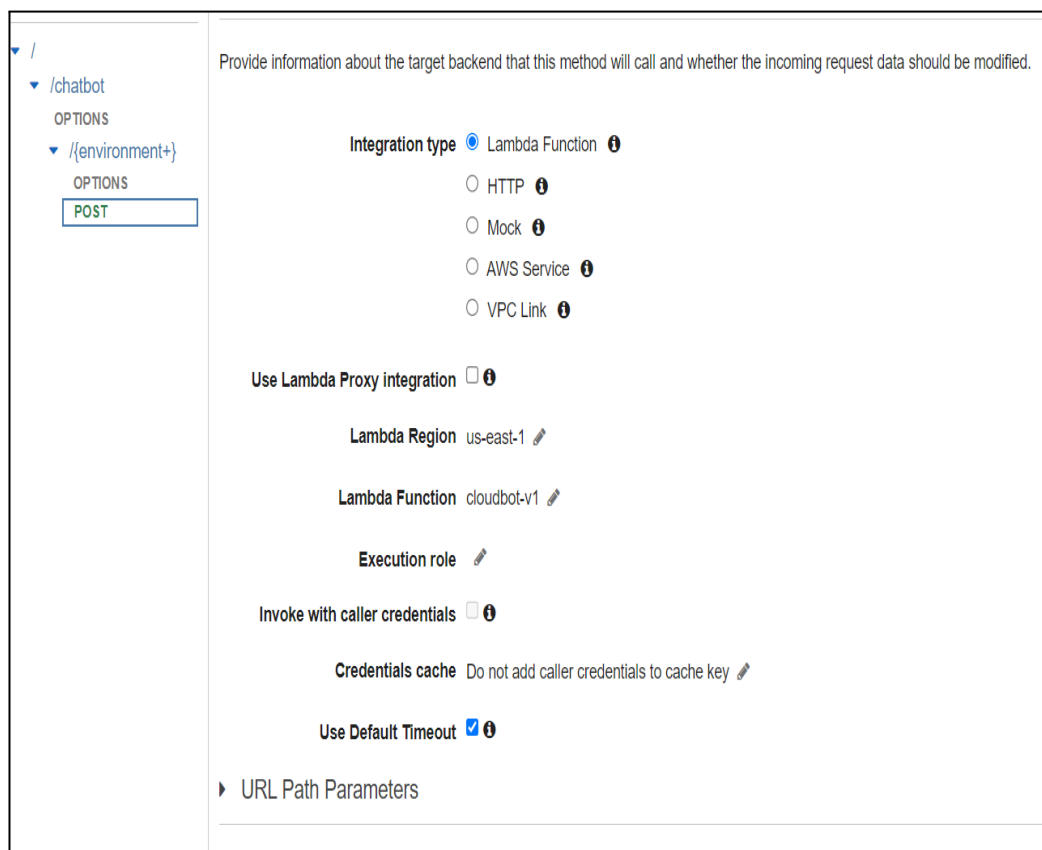 /
/chatbot
OPTIONS
/{environment+}
OPTIONS
POST
Provide information about the target backend that this method will call and whether the incoming request data should be modified.
Integration type Lambda Function
HTTP
Mock
AWS Service
VPC Link
Use Lambda Proxy integration
Lambda Region us-east-1
Lambda Function cloudbot-v1
Execution role
Invoke with caller credentials
Credentials cache Do not add caller credentials to cache key
Use Default Timeout
URL Path Parameters